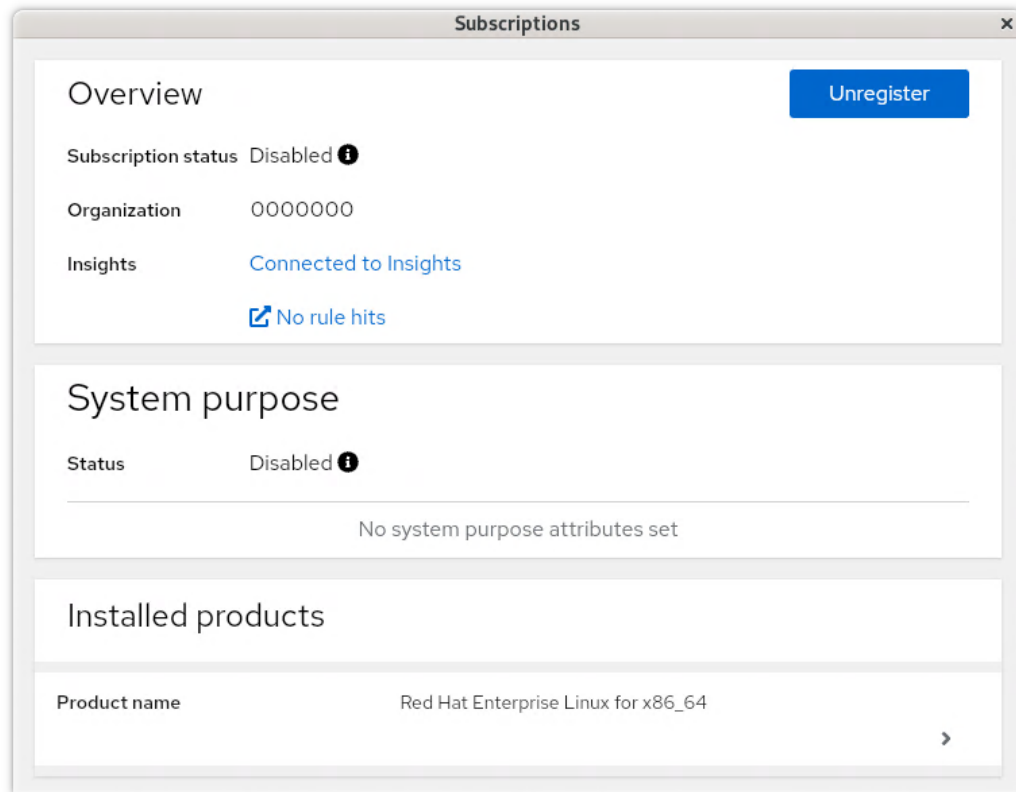 Subscriptions
Overview
Unregister
Subscription status Disabled
Organization 0000000
Insights Connected to Insights
No rule hits
System purpose
Status Disabled
No system purpose attributes set
Installed products
Product name Red Hat Enterprise Linux for x86_64